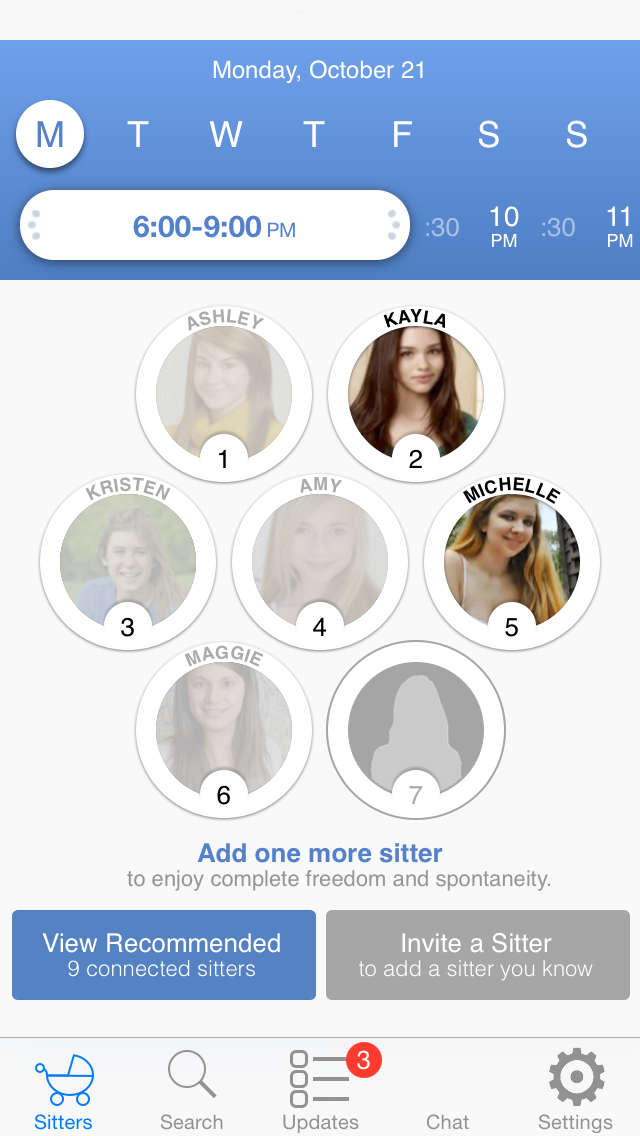 Monday, October 21
M T W T F S S
6:00-9:00 PM :30 10 PM :30 11 PM
ASHLEY
1
KAYLA
2
KRISTEN
3
AMY
4
MICHELLE
5
MAGGIE
6
7
Add one more sitter
to enjoy complete freedom and spontaneity.
View Recommended
9 connected sitters
Invite a Sitter
to add a sitter you know
3
Sitters Search Updates Chat Settings